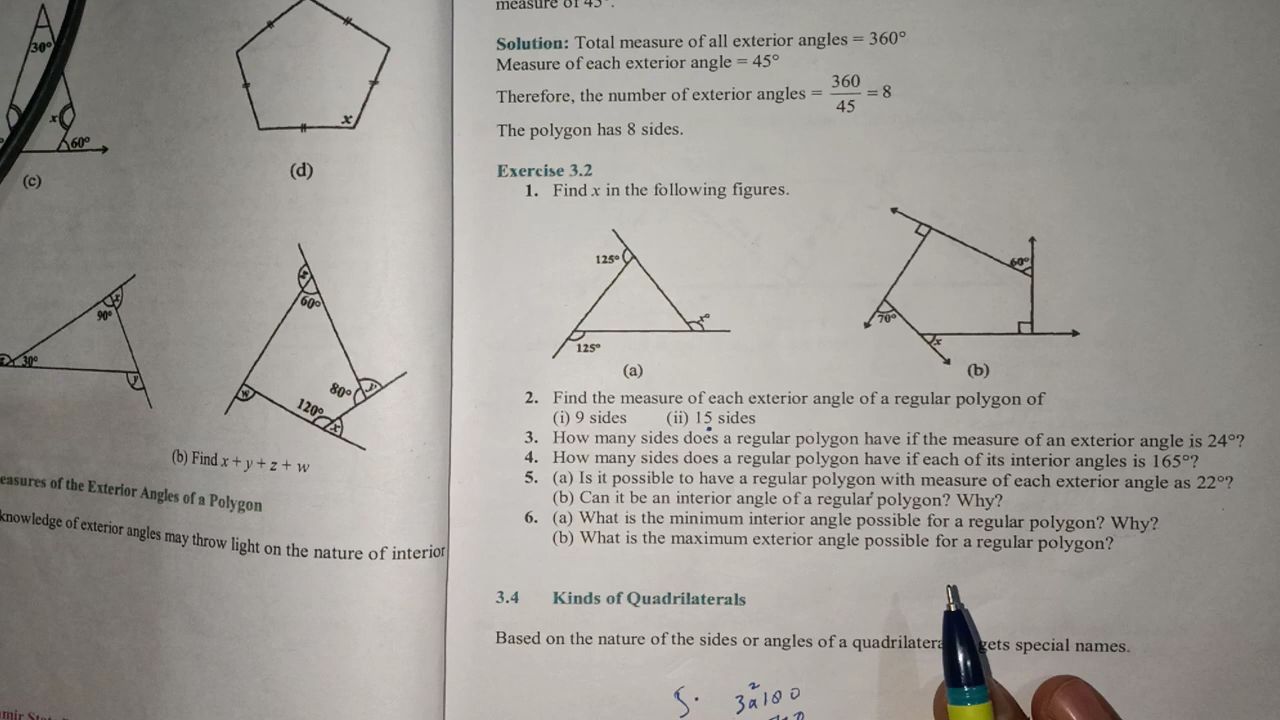 30°
x
60°
(c)
x
(d)
90°
x
30°
y
60°
80°
y
w
120°
x
(b) Find x + y + z + w
easures of the Exterior Angles of a Polygon
knowledge of exterior angles may throw light on the nature of interior
measure of 45°.
Solution: Total measure of all exterior angles = 360°
Measure of each exterior angle = 45°
Therefore, the number of exterior angles = 360/45 = 8
The polygon has 8 sides.
Exercise 3.2
1. Find x in the following figures.
125°
x°
125°
(a)
60°
70°
x
(b)
2. Find the measure of each exterior angle of a regular polygon of
(i) 9 sides (ii) 15 sides
3. How many sides does a regular polygon have if the measure of an exterior angle is 24°?
4. How many sides does a regular polygon have if each of its interior angles is 165°?
5. (a) Is it possible to have a regular polygon with measure of each exterior angle as 22°?
(b) Can it be an interior angle of a regular polygon? Why?
6. (a) What is the minimum interior angle possible for a regular polygon? Why?
(b) What is the maximum exterior angle possible for a regular polygon?
3.4 Kinds of Quadrilaterals
Based on the nature of the sides or angles of a quadrilatera gets special names.
5.